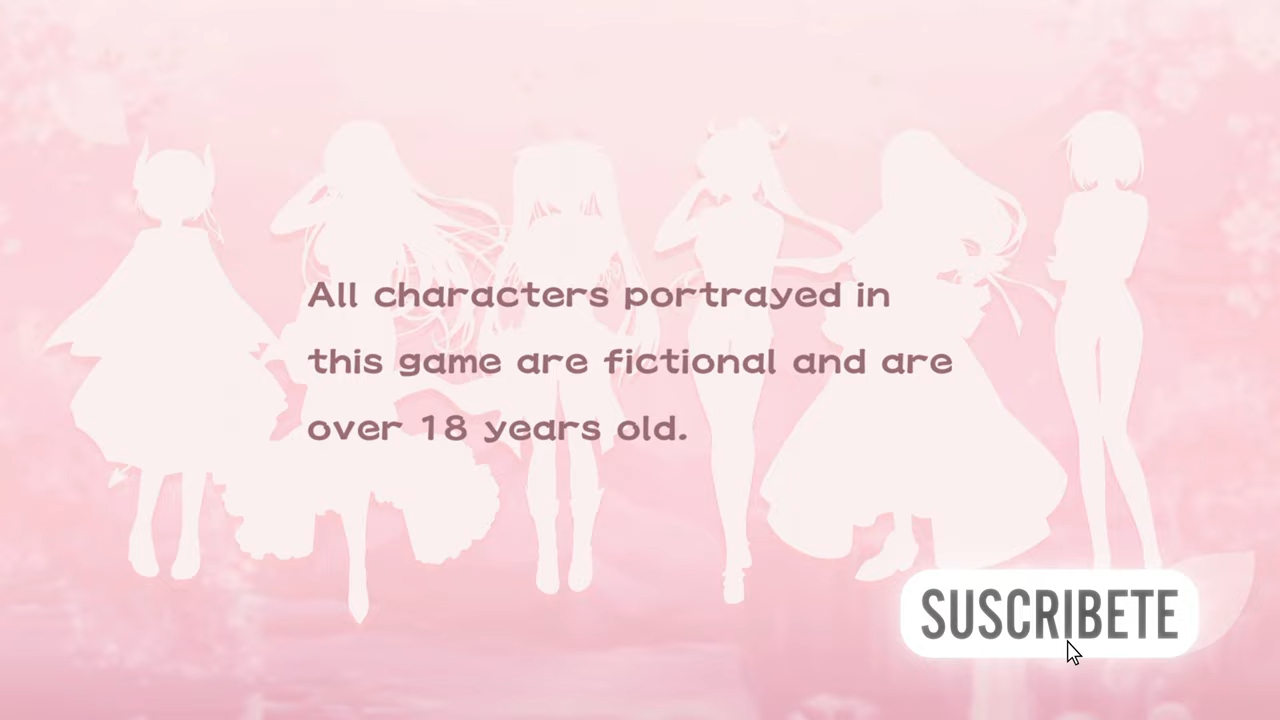 All characters portrayed in
this game are fictional and are
over 18 years old.
SUSCRIBETE